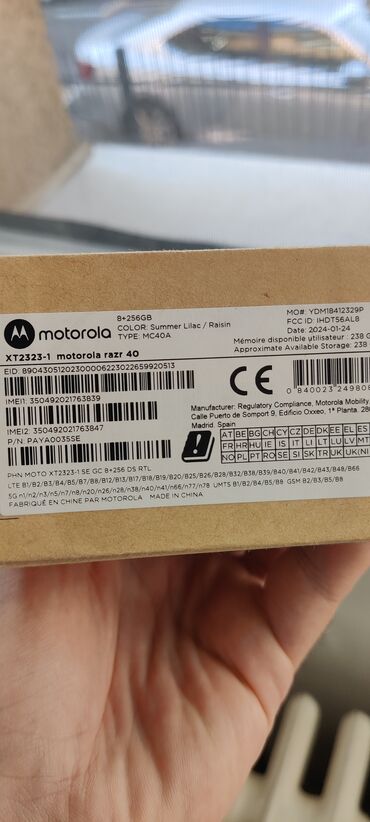 8+256GB
motorola
COLOR: Summer Lilac / Raisin
TYPE: MC40A
MO#: YDM18412329P
FCC ID: IHDT56AL8
Date: 2024-01-24
XT2323-1 motorola razr 40
Mémoire disponible utilisateur : 238 G
Approximate Available Storage: 238
EID: 89043051202300006223022659920513
IMEI1: 350492021763839
CE
0 840023 249808
IMEI2: 350492021763847
P/N: PAYA0035SE
Manufacturer: Regulatory Compliance, Motorola Mobility
Calle Puerto de Somport 9, Edificio Oxxeo, 1ª Planta. 280
Madrid. Spain
AT BE BG CH CY CZ DE DK EE EL ES
FR HR HU IE IS IT LI LT LU LV MT
NO PL PT RO SE SI SK TR UK UK(NI
PHN MOTO XT2323-1 SE GC 8+256 DS RTL
LTE B1/B2/B3/B4/B5/B7/B8/B12/B13/B17/B18/B19/B20/B25/B26/B28/B32/B38/B39/B40/B41/B42/B43/B48/B66
5G n1/n2/n3/n5/n7/n8/n20/n26/n28/n38/n40/n41/n66/n77/n78 UMTS B1/B2/B4/B5/B8 GSM B2/B3/B5/B8
FABRIQUÉ EN CHINE PAR MOTOROLA MADE IN CHINA